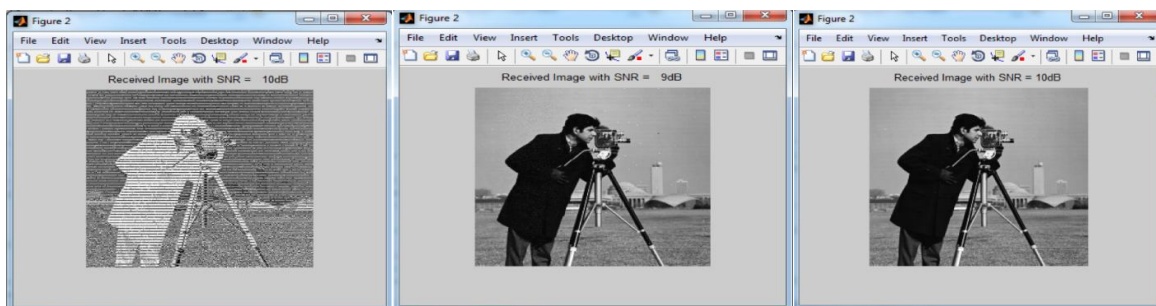 Figure 2
File Edit View Insert Tools Desktop Window Help
Received Image with SNR = 10dB
Figure 2
File Edit View Insert Tools Desktop Window Help
Received Image with SNR = 9dB
Figure 2
File Edit View Insert Tools Desktop Window Help
Received Image with SNR = 10dB